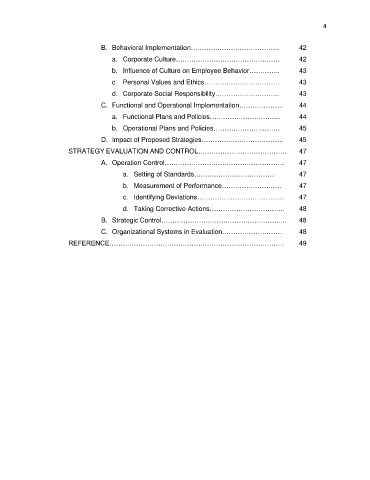 4
B. Behavioral Implementation........................................ 42
a. Corporate Culture............................................... 42
b. Influence of Culture on Employee Behavior.............. 43
c. Personal Values and Ethics................................... 43
d. Corporate Social Responsibility............................. 43
C. Functional and Operational Implementation.................... 44
a. Functional Plans and Policies................................ 44
b. Operational Plans and Policies.............................. 45
D. Impact of Proposed Strategies..................................... 45
STRATEGY EVALUATION AND CONTROL........................................ 47
A. Operation Control...................................................... 47
a. Setting of Standards.................................... 47
b. Measurement of Performance........................... 47
c. Identifying Deviations....................................... 47
d. Taking Corrective Actions.................................. 48
B. Strategic Control........................................................ 48
C. Organizational Systems in Evaluation........................... 48
REFERENCE............................................................................... 49